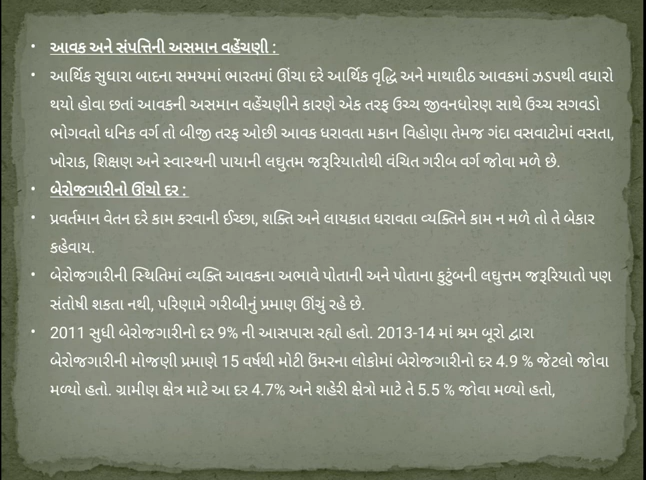 • આવક અને સંપત્તિની અસમાન વહેંચણી :
• આર્થિક સુધારા બાદના સમયમાં ભારતમાં ઊંચા દરે આર્થિક વૃદ્ધિ અને માથાદીઠ આવકમાં ઝડપથી વધારો
થયો હોવા છતાં આવકની અસમાન વહેંચણીને કારણે એક તરફ ઉચ્ચ જીવનધોરણ સાથે ઉચ્ચ સગવડો
ભોગવતો ધનિક વર્ગ તો બીજી તરફ ઓછી આવક ધરાવતા મકાન વિહોણા તેમજ ગંદા વસવાટોમાં વસતા,
ખોરાક, શિક્ષણ અને સ્વાસ્થની પાયાની લઘુતમ જરૂરિયાતોથી વંચિત ગરીબ વર્ગ જોવા મળે છે.
• બેરોજગારીનો ઊંચો દર :
• પ્રવર્તમાન વેતન દરે કામ કરવાની ઈચ્છા, શક્તિ અને લાયકાત ધરાવતા વ્યક્તિને કામ ન મળે તો તે બેકાર
કહેવાય.
• બેરોજગારીની સ્થિતિમાં વ્યક્તિ આવકના અભાવે પોતાની અને પોતાના કુટુંબની લઘુત્તમ જરૂરિયાતો પણ
સંતોષી શકતા નથી, પરિણામે ગરીબીનું પ્રમાણ ઊંચું રહે છે.
• 2011 સુધી બેરોજગારીનો દર 9% ની આસપાસ રહ્યો હતો. 2013-14 માં શ્રમ બૂરો દ્વારા
બેરોજગારીની મોજણી પ્રમાણે 15 વર્ષથી મોટી ઉંમરના લોકોમાં બેરોજગારીનો દર 4.9 % જેટલો જોવા
મળ્યો હતો. ગ્રામીણ ક્ષેત્ર માટે આ દર 4.7% અને શહેરી ક્ષેત્રો માટે તે 5.5 % જોવા મળ્યો હતો,